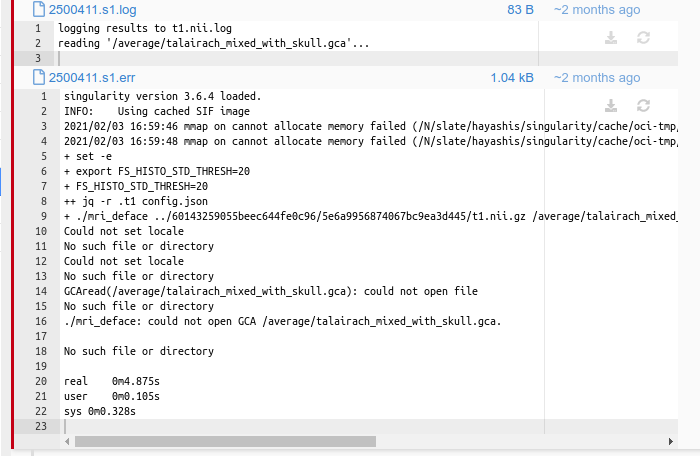 2500411.s1.log 83 B ~2 months ago
1 logging results to t1.nii.log
2 reading '/average/talairach_mixed_with_skull.gca'...
3
2500411.s1.err 1.04 kB ~2 months ago
1 singularity version 3.6.4 loaded.
2 INFO:    Using cached SIF image
3 2021/02/03 16:59:46 mmap on cannot allocate memory failed (/N/slate/hayashis/singularity/cache/oci-tmp,
4 2021/02/03 16:59:48 mmap on cannot allocate memory failed (/N/slate/hayashis/singularity/cache/oci-tmp,
5 + set -e
6 + export FS_HISTO_STD_THRESH=20
7 + FS_HISTO_STD_THRESH=20
8 ++ jq -r .t1 config.json
9 + ./mri_deface ../60143259055beec644fe0c96/5e6a9956874067bc9ea3d445/t1.nii.gz /average/talairach_mixed_
10 Could not set locale
11 No such file or directory
12 Could not set locale
13 No such file or directory
14 GCAread(/average/talairach_mixed_with_skull.gca): could not open file
15 No such file or directory
16 ./mri_deface: could not open GCA /average/talairach_mixed_with_skull.gca.
17
18 No such file or directory
19
20 real    0m4.875s
21 user    0m0.105s
22 sys 0m0.328s
23